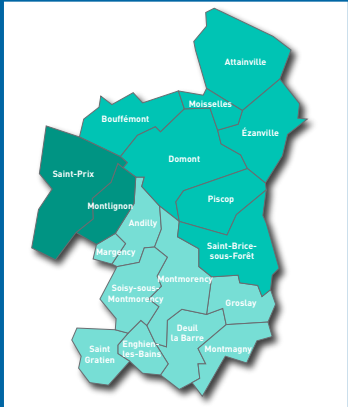 Attainville
Moisselles
Bouffémont
Ézanville
Domont
Saint-Prix
Piscop
Montlignon
Andilly
Saint-Brice-
sous-Forêt
Margency
Montmorency
Soisy-sous-
Montmorency
Groslay
Deuil
la Barre
Enghien-
les-Bains
Montmagny
Saint
Gratien